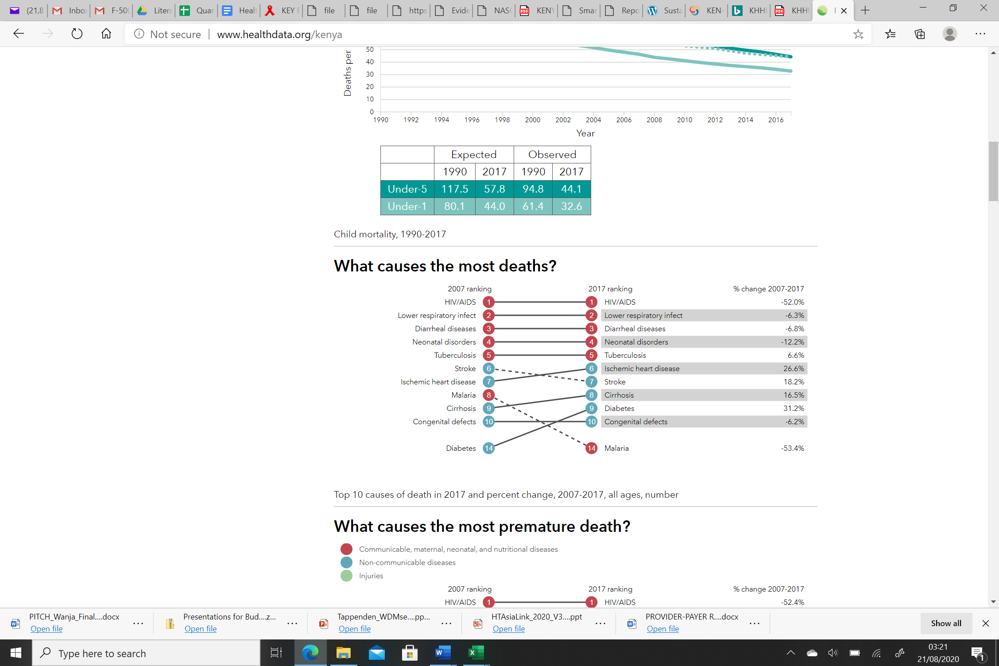 (21,8 Inbo F-500 Litera Quar Healt KEY file file https Evide NASC KENY Smar Repo Susta KEN- KHHE KHHU
Not secure www.healthdata.org/kenya
Deaths per
50
40
30
20
10
0
1990 1992 1994 1996 1998 2000 2002 2004 2006 2008 2010 2012 2014 2016
Year
Expected Observed
1990 2017 1990 2017
Under-5 117.5 57.8 94.8 44.1
Under-1 80.1 44.0 61.4 32.6
Child mortality, 1990-2017
What causes the most deaths?
2007 ranking 2017 ranking % change 2007-2017
HIV/AIDS 1 1 HIV/AIDS -52.0%
Lower respiratory infect 2 2 Lower respiratory infect -6.3%
Diarrheal diseases 3 3 Diarrheal diseases -6.8%
Neonatal disorders 4 4 Neonatal disorders -12.2%
Tuberculosis 5 5 Tuberculosis 6.6%
Stroke 6 6 Ischemic heart disease 26.6%
Ischemic heart disease 7 7 Stroke 18.2%
Malaria 8 8 Cirrhosis 16.5%
Cirrhosis 9 9 Diabetes 31.2%
Congenital defects 10 10 Congenital defects -6.2%
Diabetes 14 14 Malaria -53.4%
Top 10 causes of death in 2017 and percent change, 2007-2017, all ages, number
What causes the most premature death?
Communicable, maternal, neonatal, and nutritional diseases
Non-communicable diseases
Injuries
2007 ranking 2017 ranking % change 2007-2017
HIV/AIDS 1 1 HIV/AIDS -52.4%
PITCH_Wanja_Final....docx Presentations for Bud....z... Tappenden_WDMse....pp... HTAsiaLink_2020_V3....ppt PROVIDER-PAYER R....docx
Open file Open file Open file Open file Open file
Show all
Type here to search
03:21
21/08/2020
1